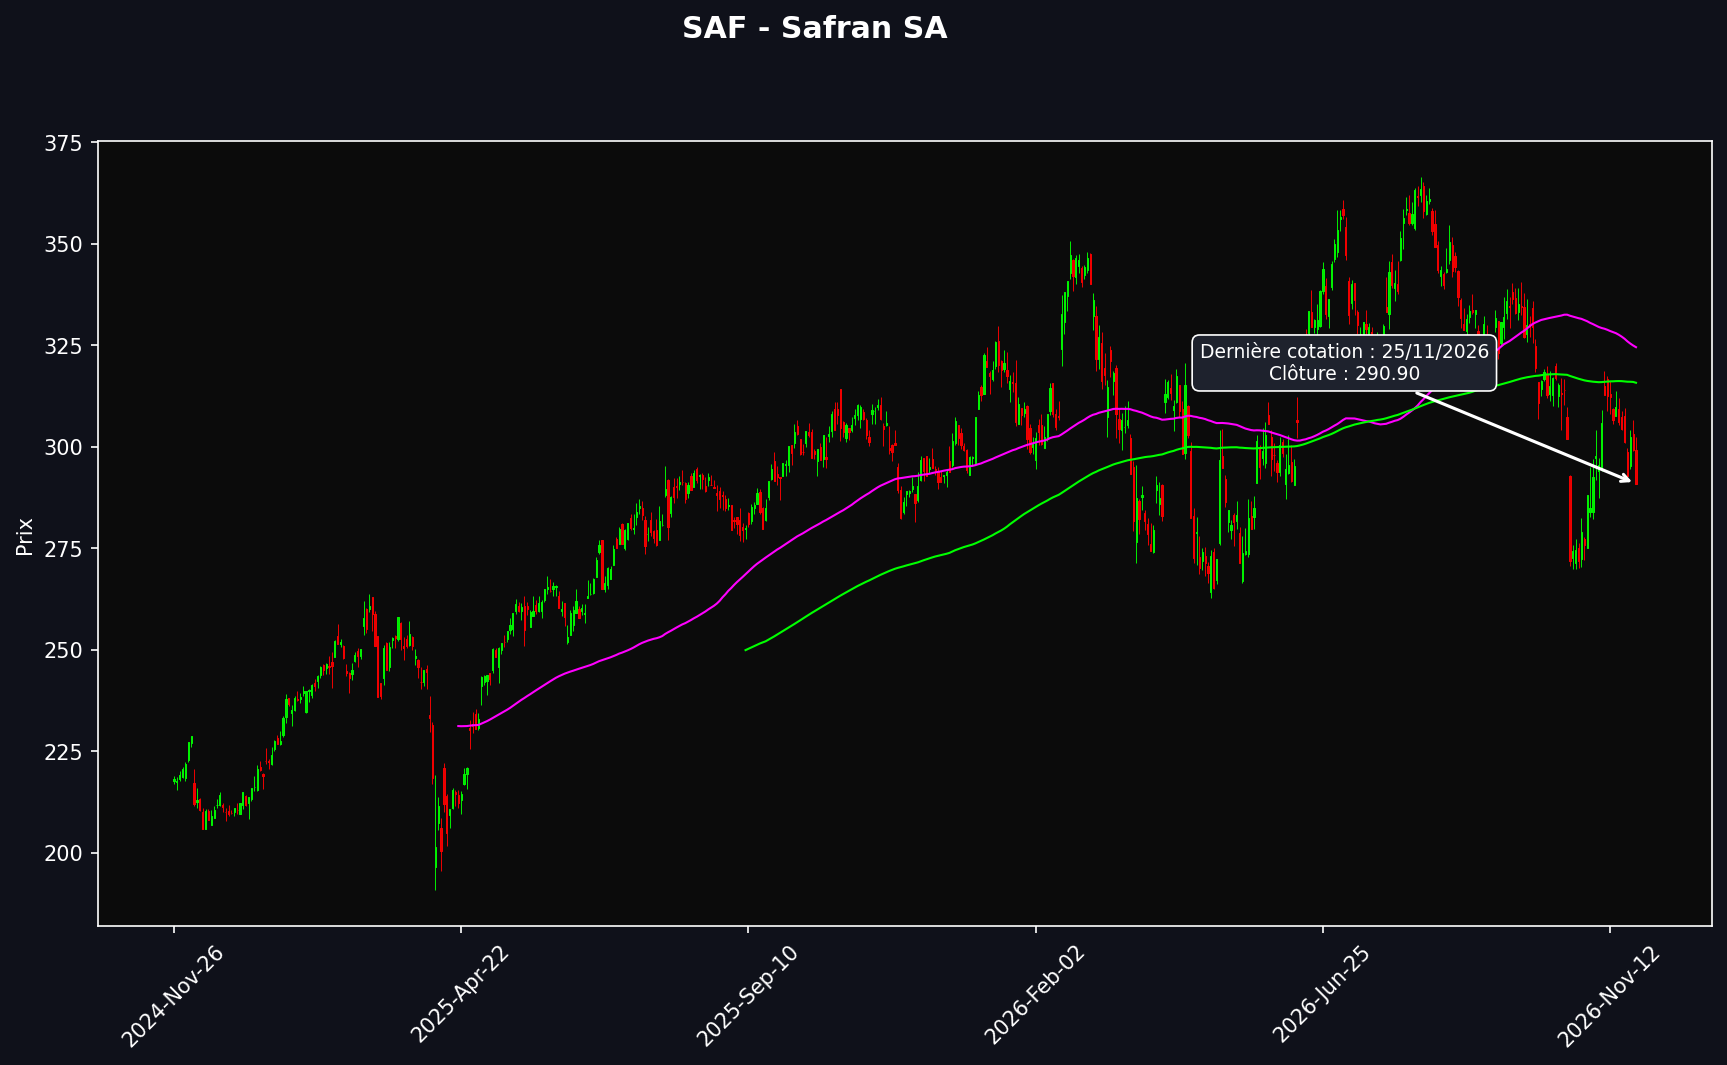 SAF - Safran SA
375
350
325
300
275
250
225
200
Prix
Dernière cotation : 25/11/2026
Clôture : 290.90
2024-Nov-26
2025-Apr-22
2025-Sep-10
2026-Feb-02
2026-Jun-25
2026-Nov-12